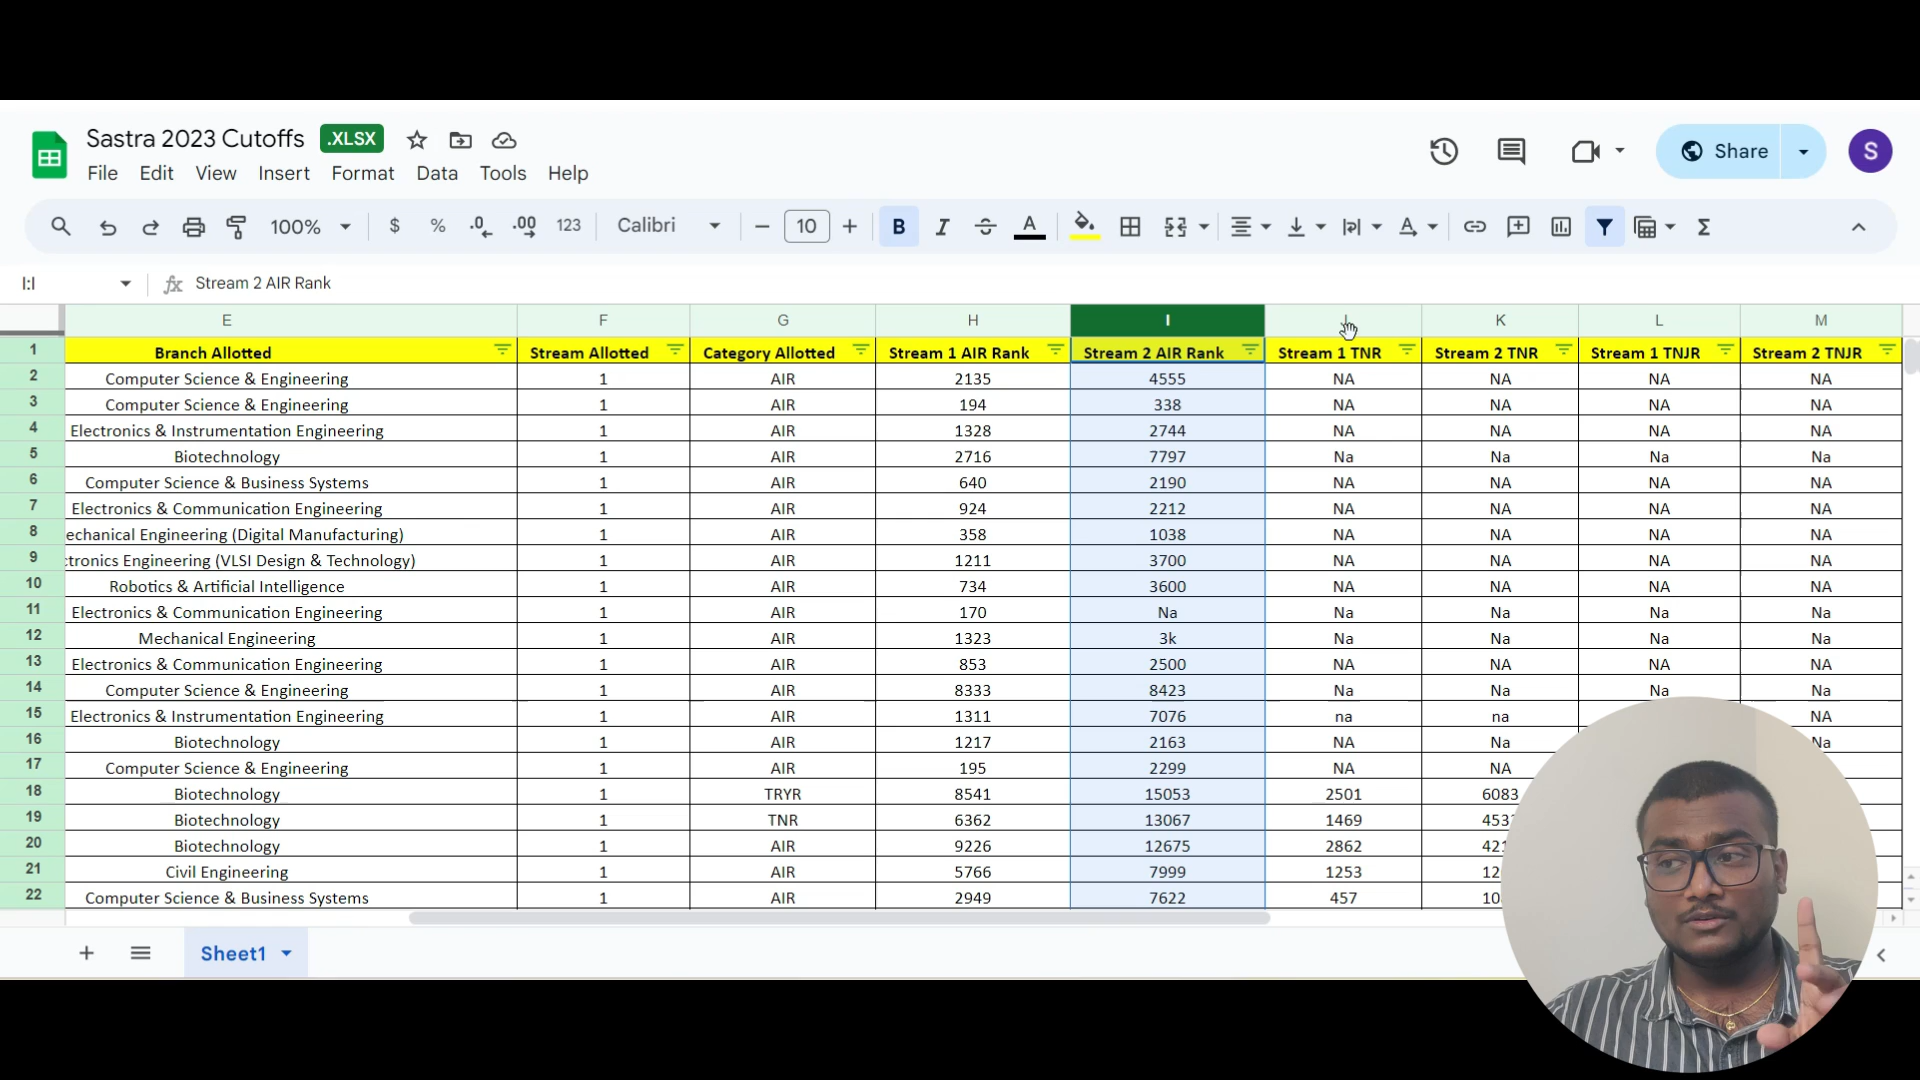 Sastra 2023 Cutoffs .XLSX
File Edit View Insert Format Data Tools Help
Share S
100% $ % .0 .00 123 Calibri 10 B I A
I:I fx Stream 2 AIR Rank
E F G H I J K L M
1 Branch Allotted Stream Allotted Category Allotted Stream 1 AIR Rank Stream 2 AIR Rank Stream 1 TNR Stream 2 TNR Stream 1 TNJR Stream 2 TNJR
2 Computer Science & Engineering 1 AIR 2135 4555 NA NA NA NA
3 Computer Science & Engineering 1 AIR 194 338 NA NA NA NA
4 Electronics & Instrumentation Engineering 1 AIR 1328 2744 NA NA NA NA
5 Biotechnology 1 AIR 2716 7797 Na Na Na Na
6 Computer Science & Business Systems 1 AIR 640 2190 NA NA NA NA
7 Electronics & Communication Engineering 1 AIR 924 2212 NA NA NA NA
8 echanical Engineering (Digital Manufacturing) 1 AIR 358 1038 NA NA NA NA
9 ctronics Engineering (VLSI Design & Technology) 1 AIR 1211 3700 NA NA NA NA
10 Robotics & Artificial Intelligence 1 AIR 734 3600 NA NA NA NA
11 Electronics & Communication Engineering 1 AIR 170 Na Na Na Na Na
12 Mechanical Engineering 1 AIR 1323 3k Na Na Na Na
13 Electronics & Communication Engineering 1 AIR 853 2500 NA NA NA NA
14 Computer Science & Engineering 1 AIR 8333 8423 Na Na Na Na
15 Electronics & Instrumentation Engineering 1 AIR 1311 7076 na na NA
16 Biotechnology 1 AIR 1217 2163 NA Na Na
17 Computer Science & Engineering 1 AIR 195 2299 NA NA
18 Biotechnology 1 TRYR 8541 15053 2501 6083
19 Biotechnology 1 TNR 6362 13067 1469 453
20 Biotechnology 1 AIR 9226 12675 2862 421
21 Civil Engineering 1 AIR 5766 7999 1253 12
22 Computer Science & Business Systems 1 AIR 2949 7622 457 10
Sheet1